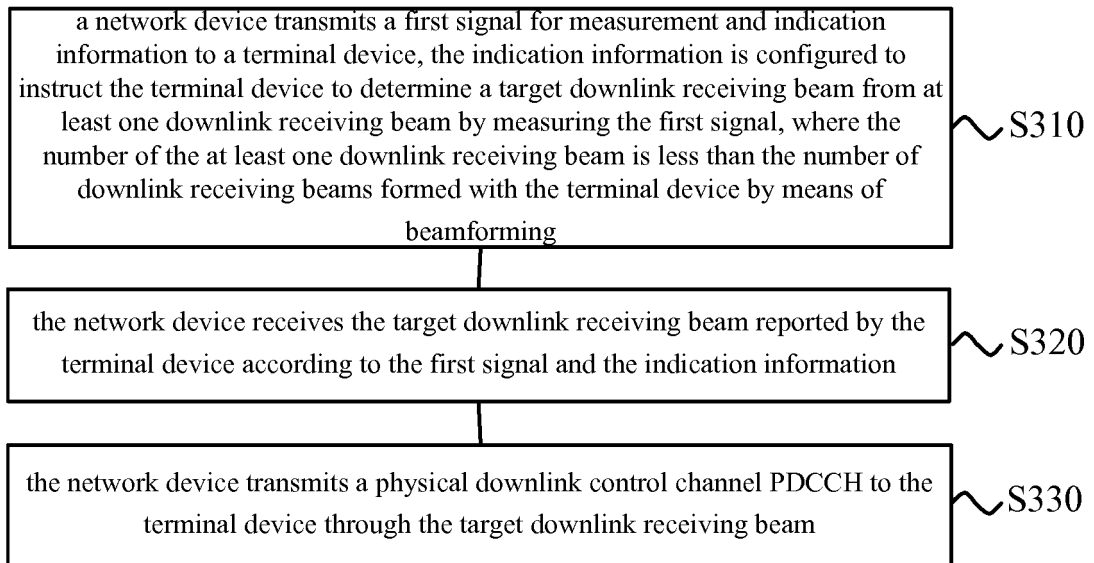 a network device transmits a first signal for measurement and indication
information to a terminal device, the indication information is configured to
instruct the terminal device to determine a target downlink receiving beam from at
least one downlink receiving beam by measuring the first signal, where the
number of the at least one downlink receiving beam is less than the number of
downlink receiving beams formed with the terminal device by means of
beamforming
S310
the network device receives the target downlink receiving beam reported by the
terminal device according to the first signal and the indication information
S320
the network device transmits a physical downlink control channel PDCCH to the
terminal device through the target downlink receiving beam
S330